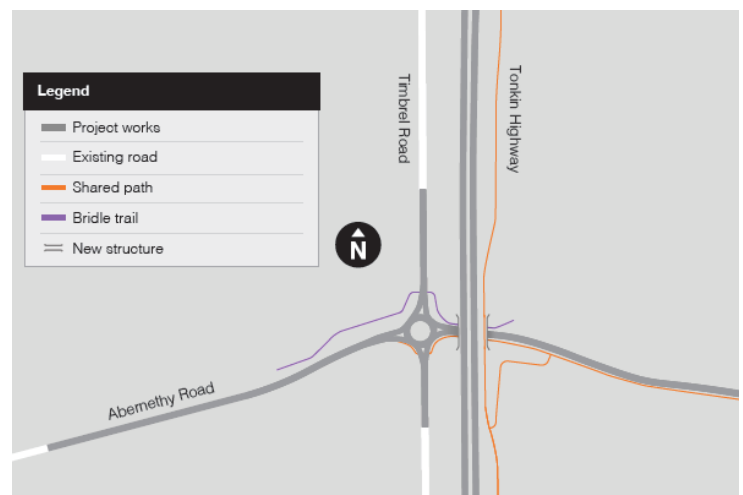 Legend
Project works
Existing road
Shared path
Bridle trail
New structure
N
Timbrel Road
Tonkin Highway
Abernethy Road